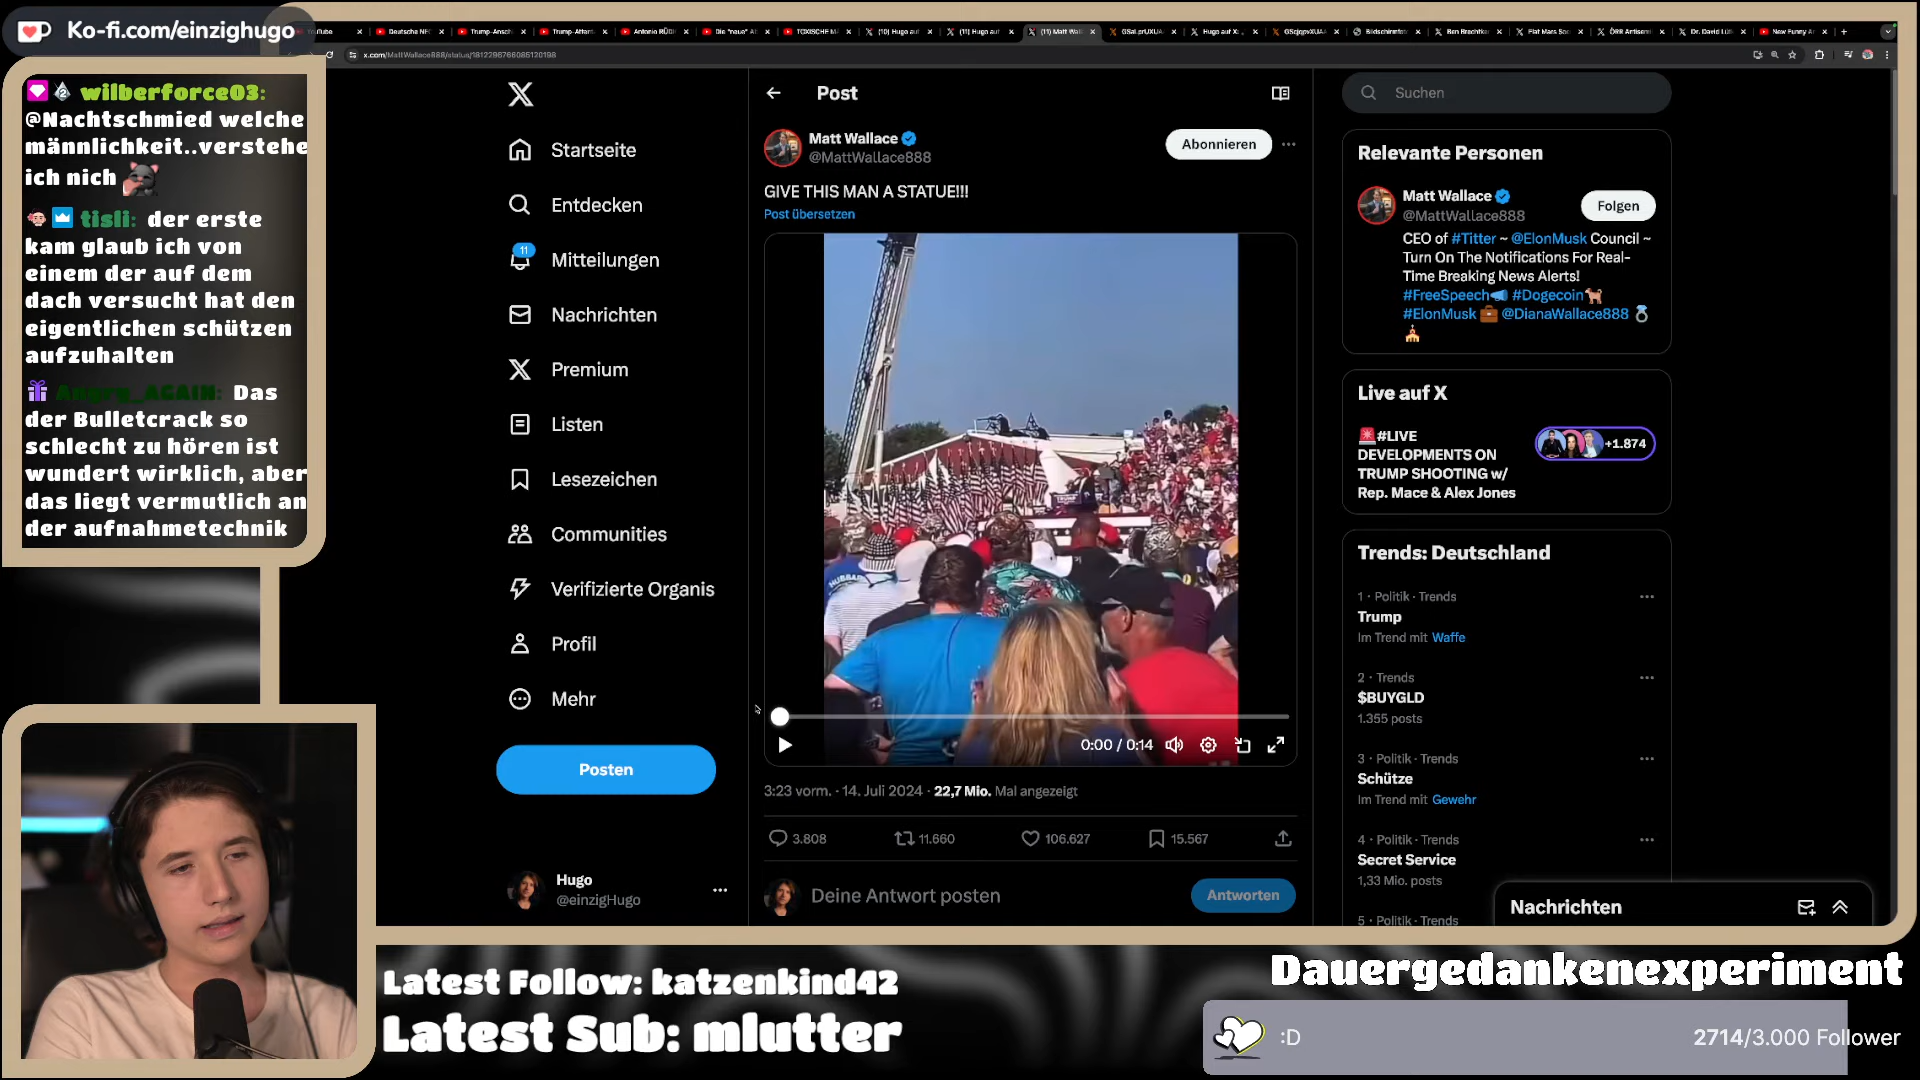 Ko-fi.com/einzighugo
wilberforce03:
@Nachtschmied welche
männlichkeit..verstehe
ich nich
tisli: der erste
kam glaub ich von
einem der auf dem
dach versucht hat den
eigentlichen schützen
aufzuhalten
Angry_AGAIN: Das
der Bulletcrack so
schlecht zu hören ist
wundert wirklich, aber
das liegt vermutlich an
der aufnahmetechnik
x.com/MattWallace888/status/1812298766085120198
Startseite
Entdecken
11
Mitteilungen
Nachrichten
Premium
Listen
Lesezeichen
Communities
Verifizierte Organis
Profil
Mehr
Posten
Hugo
@einzigHugo
Post
Matt Wallace
@MattWallace888
Abonnieren
GIVE THIS MAN A STATUE!!!
Post übersetzen
0:00 / 0:14
3:23 vorm. · 14. Juli 2024 · 22,7 Mio. Mal angezeigt
3.808
11.660
106.627
15.567
Deine Antwort posten
Antworten
Suchen
Relevante Personen
Matt Wallace
@MattWallace888
Folgen
CEO of #Titter ~ @ElonMusk Council ~
Turn On The Notifications For Real-
Time Breaking News Alerts!
#FreeSpeech #Dogecoin
#ElonMusk @DianaWallace888
Live auf X
#LIVE
DEVELOPMENTS ON
TRUMP SHOOTING w/
Rep. Mace & Alex Jones
+1.874
Trends: Deutschland
1 · Politik · Trends
Trump
Im Trend mit Waffe
2 · Trends
$BUYGLD
1.355 posts
3 · Politik · Trends
Schütze
Im Trend mit Gewehr
4 · Politik · Trends
Secret Service
1,33 Mio. posts
5 · Politik · Trends
Nachrichten
Latest Follow: katzenkind42
Latest Sub: mlutter
Dauergedankenexperiment
:D
2714/3.000 Follower